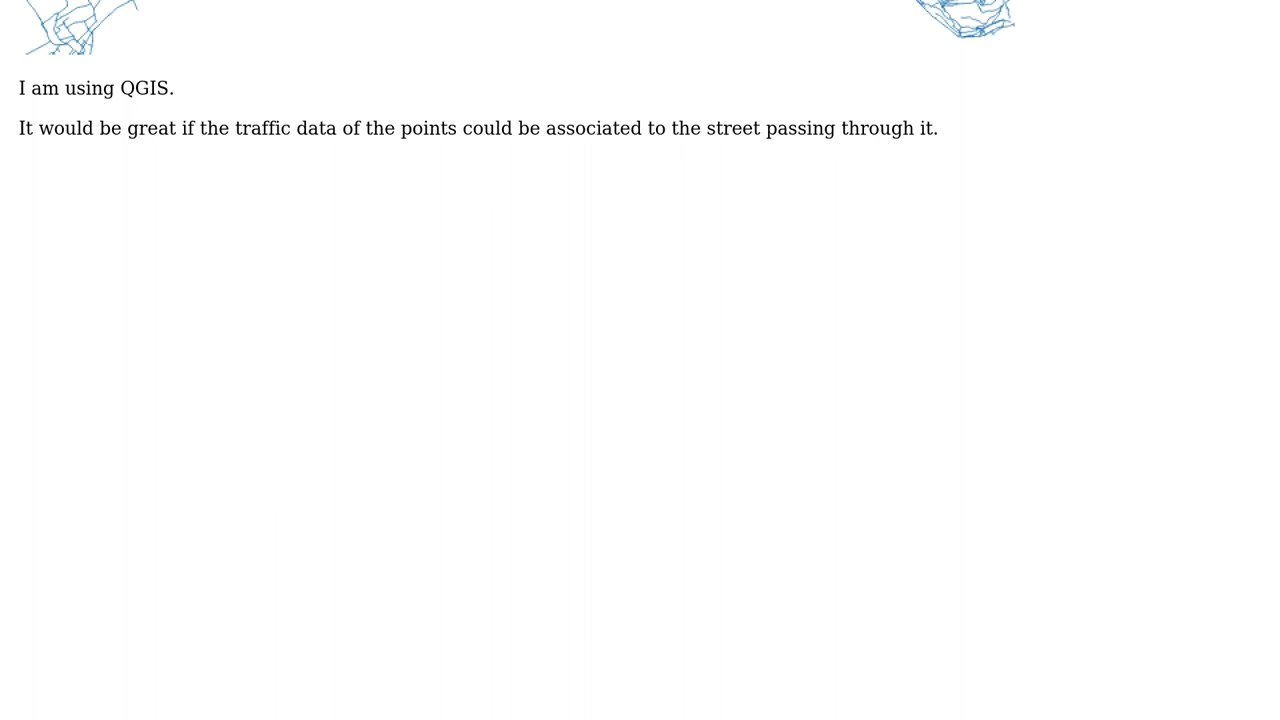 I am using QGIS.
It would be great if the traffic data of the points could be associated to the street passing through it.